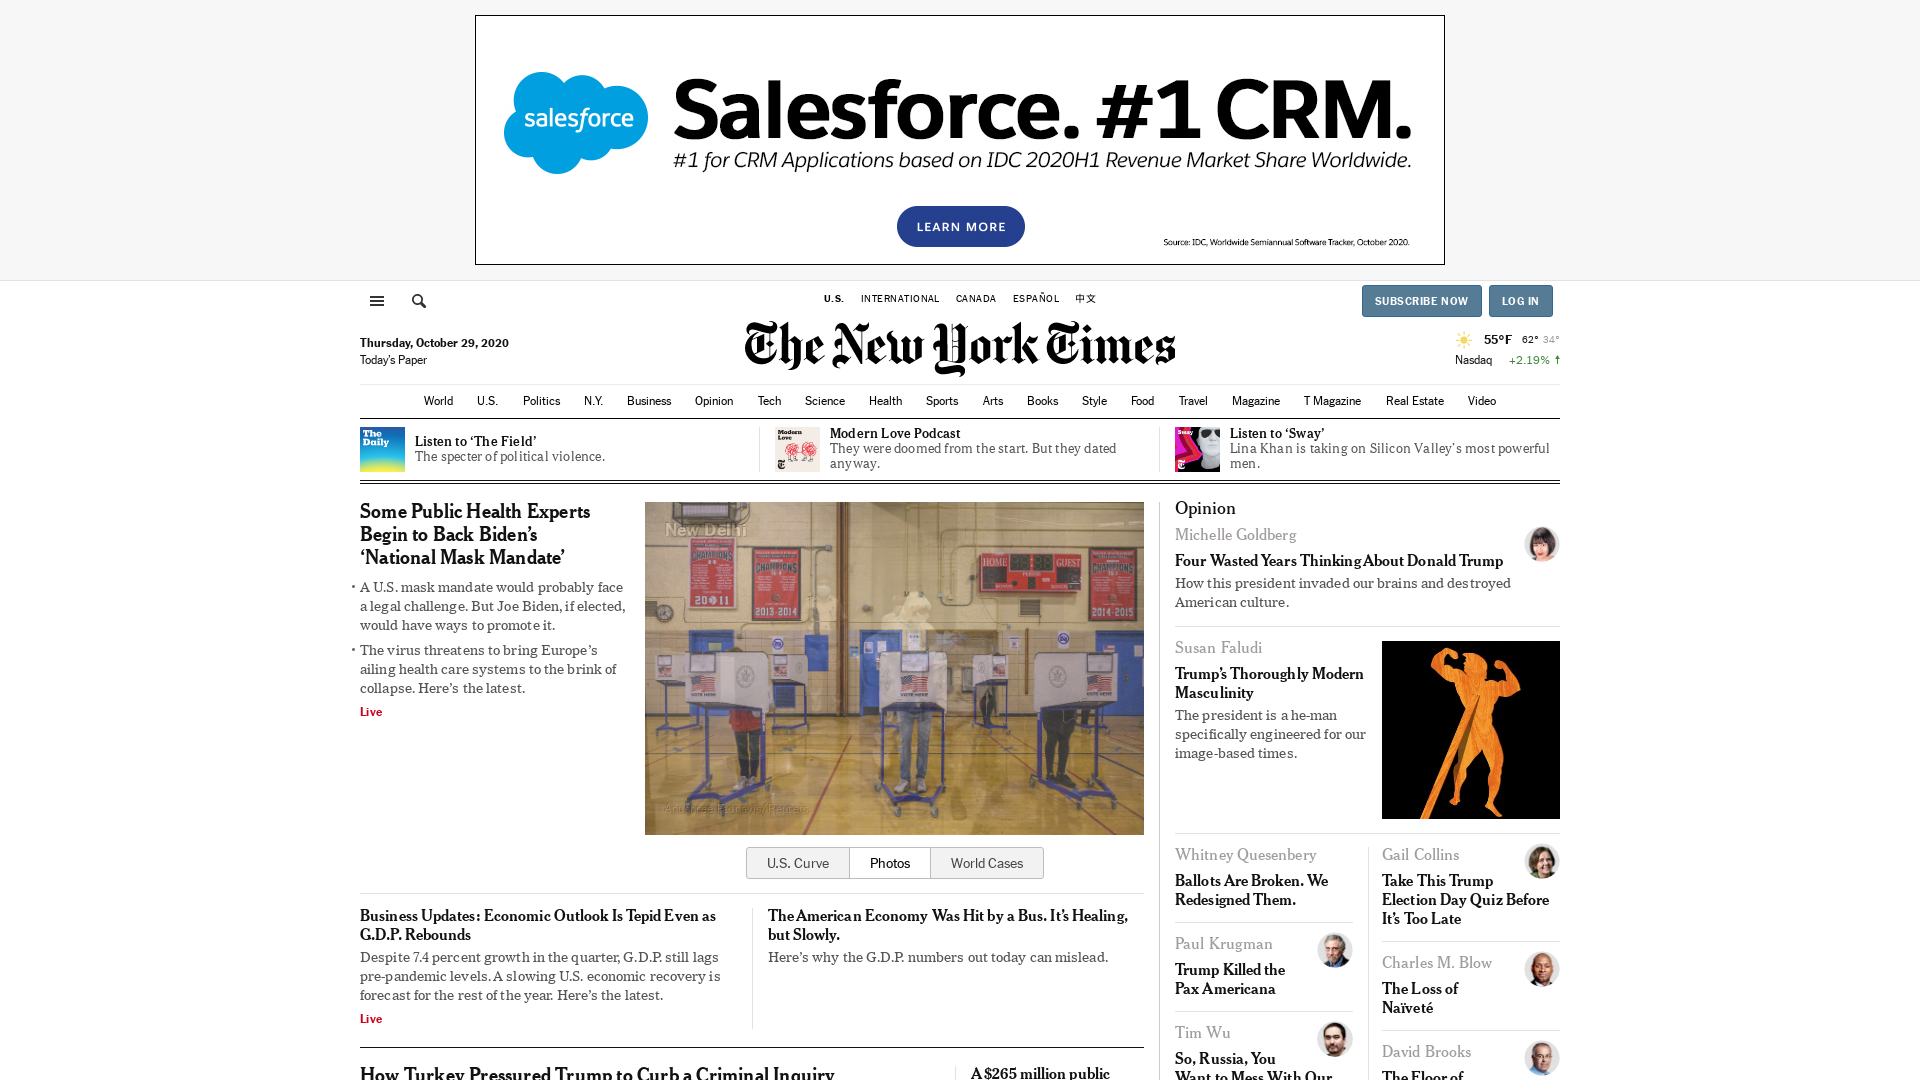 salesforce
Salesforce. #1 CRM.
#1 for CRM Applications based on IDC 2020H1 Revenue Market Share Worldwide.
LEARN MORE
Source: IDC, Worldwide Semiannual Software Tracker, October 2020.
U.S. INTERNATIONAL CANADA ESPAÑOL 中文
SUBSCRIBE NOW LOG IN
Thursday, October 29, 2020
Today's Paper
The New York Times
55°F 62° 34°
Nasdaq +2.19% ↑
World U.S. Politics N.Y. Business Opinion Tech Science Health Sports Arts Books Style Food Travel Magazine T Magazine Real Estate Video
The
Daily
Listen to ‘The Field’
The specter of political violence.
Modern
Love
Modern Love Podcast
They were doomed from the start. But they dated
anyway.
Sway
Listen to ‘Sway’
Lina Khan is taking on Silicon Valley’s most powerful
men.
Some Public Health Experts
Begin to Back Biden’s
‘National Mask Mandate’
• A U.S. mask mandate would probably face
a legal challenge. But Joe Biden, if elected,
would have ways to promote it.
• The virus threatens to bring Europe’s
ailing health care systems to the brink of
collapse. Here’s the latest.
Live
New Delhi
CHAMPIONS
2011
CHAMPIONS
2013-2014
HOME GUEST
CHAMPIONS
2014-2015
VOTE HERE
VOTE HERE
VOTE HERE
U.S. Curve Photos World Cases
Business Updates: Economic Outlook Is Tepid Even as
G.D.P. Rebounds
Despite 7.4 percent growth in the quarter, G.D.P. still lags
pre-pandemic levels. A slowing U.S. economic recovery is
forecast for the rest of the year. Here’s the latest.
Live
The American Economy Was Hit by a Bus. It’s Healing,
but Slowly.
Here’s why the G.D.P. numbers out today can mislead.
How Turkey Pressured Trump to Curb a Criminal Inquiry
A $265 million public
Opinion
Michelle Goldberg
Four Wasted Years Thinking About Donald Trump
How this president invaded our brains and destroyed
American culture.
Susan Faludi
Trump’s Thoroughly Modern
Masculinity
The president is a he-man
specifically engineered for our
image-based times.
Whitney Quesenbery
Ballots Are Broken. We
Redesigned Them.
Paul Krugman
Trump Killed the
Pax Americana
Tim Wu
So, Russia, You
Want to Mess With Our
Gail Collins
Take This Trump
Election Day Quiz Before
It’s Too Late
Charles M. Blow
The Loss of
Naïveté
David Brooks
The Floor of